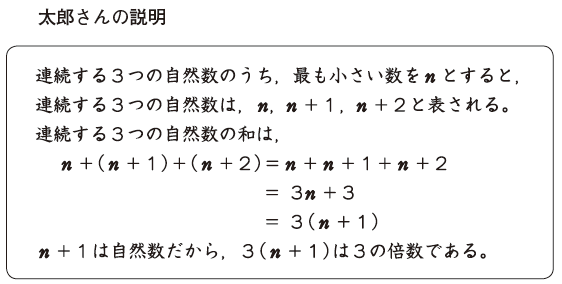 太郎さんの説明
連続する３つの自然数のうち，最も小さい数をnとすると，
連続する３つの自然数は，n，n＋１，n＋２と表される。
連続する３つの自然数の和は，
n＋(n＋１)＋(n＋２)＝n＋n＋１＋n＋２
＝ ３n＋３
＝ ３(n＋１)
n＋１は自然数だから，３(n＋１)は３の倍数である。